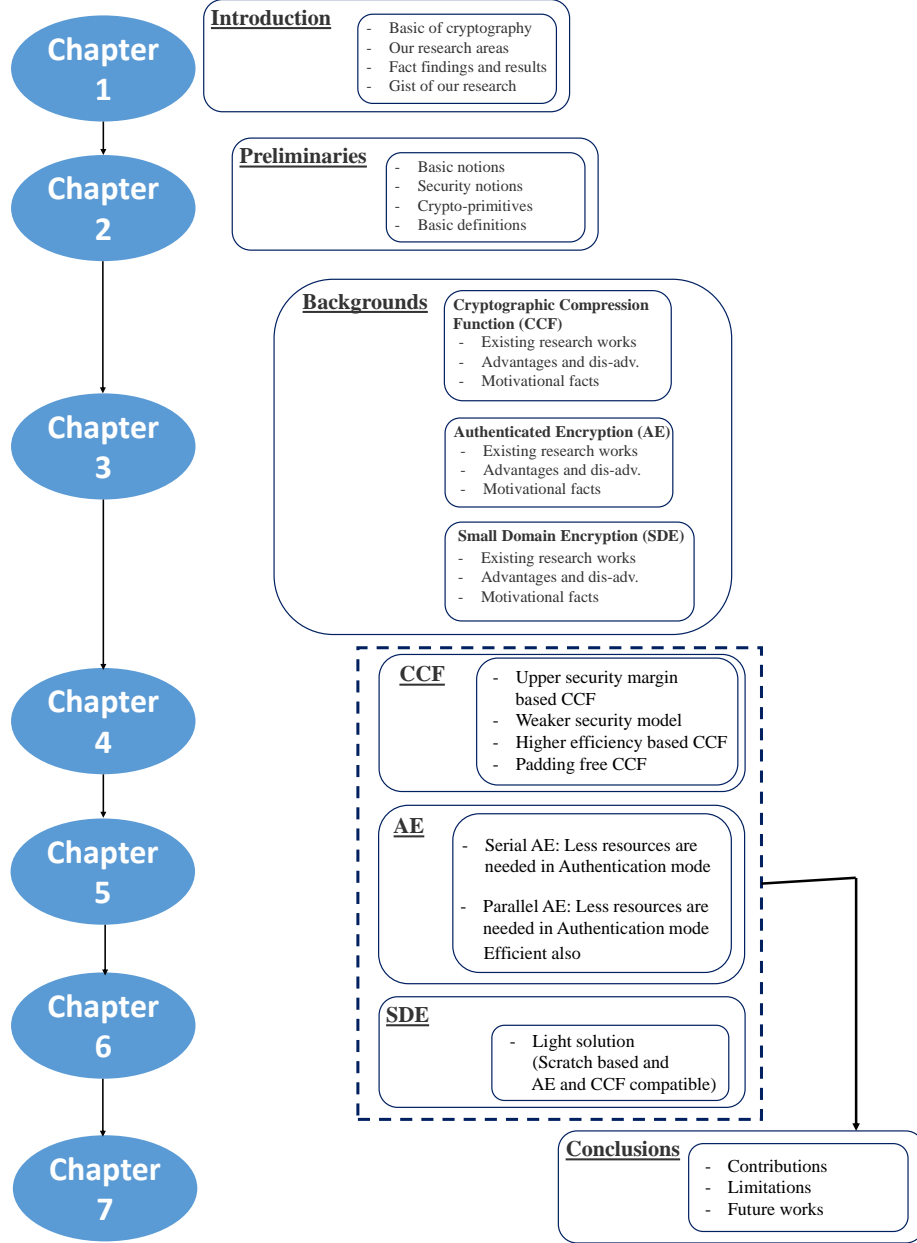 Chapter
1
Introduction
- Basic of cryptography
- Our research areas
- Fact findings and results
- Gist of our research
Chapter
2
Preliminaries
- Basic notions
- Security notions
- Crypto-primitives
- Basic definitions
Chapter
3
Backgrounds
Cryptographic Compression
Function (CCF)
- Existing research works
- Advantages and dis-adv.
- Motivational facts
Authenticated Encryption (AE)
- Existing research works
- Advantages and dis-adv.
- Motivational facts
Small Domain Encryption (SDE)
- Existing research works
- Advantages and dis-adv.
- Motivational facts
Chapter
4
CCF
- Upper security margin
based CCF
- Weaker security model
- Higher efficiency based CCF
- Padding free CCF
Chapter
5
AE
- Serial AE: Less resources are
needed in Authentication mode
- Parallel AE: Less resources are
needed in Authentication mode
Efficient also
Chapter
6
SDE
- Light solution
(Scratch based and
AE and CCF compatible)
Chapter
7
Conclusions
- Contributions
- Limitations
- Future works